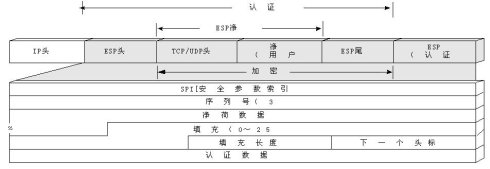 认证
ESP净
IP头 ESP头 TCP/UDP头 净(用户 ESP尾 ESP(认证
加密
SPI[安全参数索引
序列号(3
净荷数据
填充(0～25
填充长度 下一个头标
认证数据